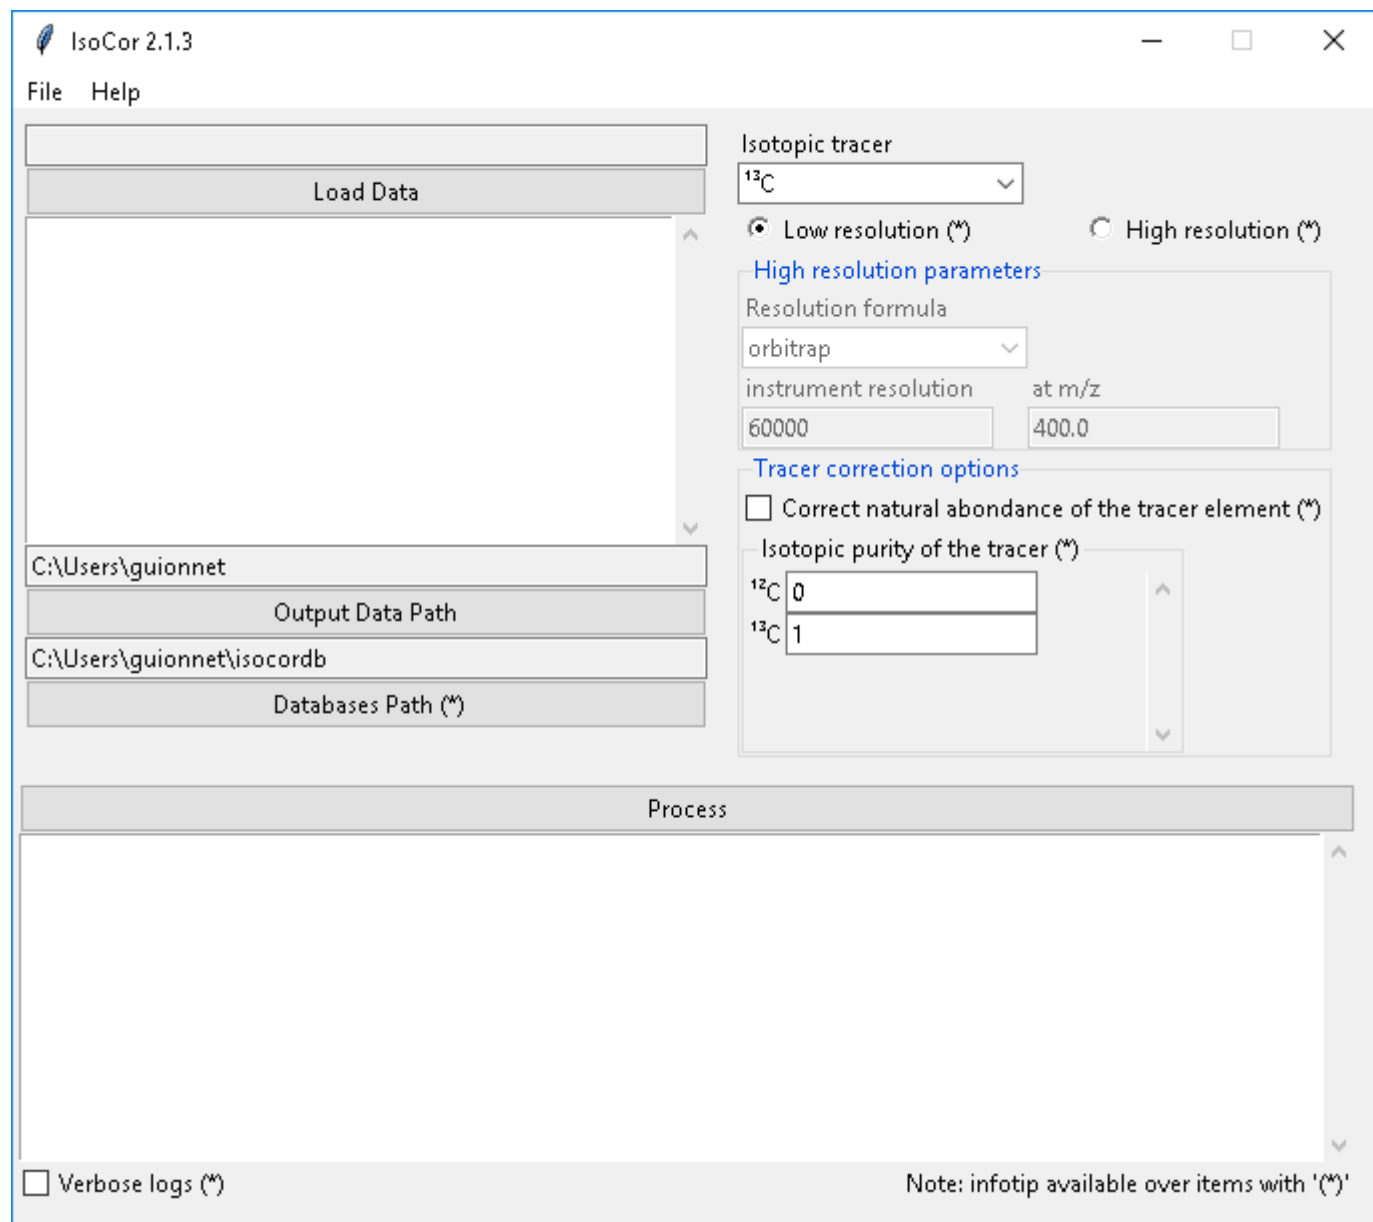 IsoCor 2.1.3
File Help
Load Data
C:\Users\guionnet
Output Data Path
C:\Users\guionnet\isocordb
Databases Path (*)
Isotopic tracer
¹³C
Low resolution (*) High resolution (*)
High resolution parameters
Resolution formula
orbitrap
instrument resolution at m/z
60000 400.0
Tracer correction options
Correct natural abondance of the tracer element (*)
Isotopic purity of the tracer (*)
¹²C 0
¹³C 1
Process
Verbose logs (*) Note: infotip available over items with '(*)'